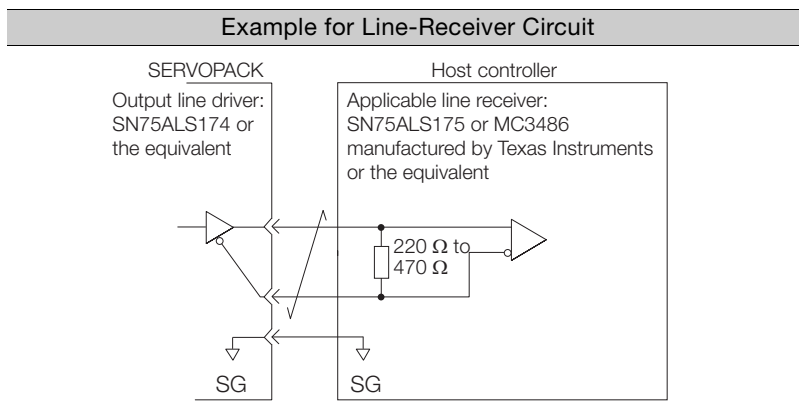 Example for Line-Receiver Circuit
SERVOPACK
Host controller
Output line driver:
SN75ALS174 or
the equivalent
Applicable line receiver:
SN75ALS175 or MC3486
manufactured by Texas Instruments
or the equivalent
220 Ω to
470 Ω
SG
SG